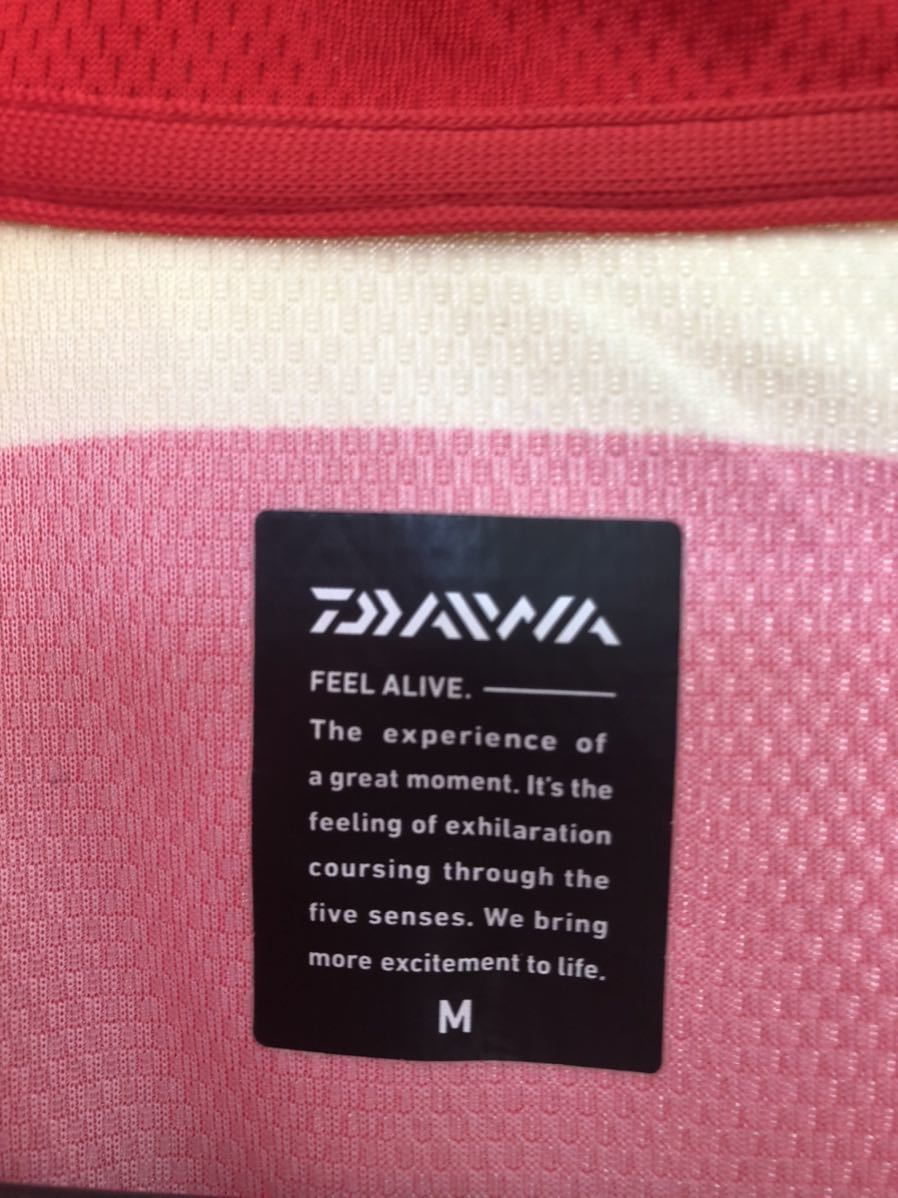 DAIWA
FEEL ALIVE.
The experience of
a great moment. It's the
feeling of exhilaration
coursing through the
five senses. We bring
more excitement to life.
M